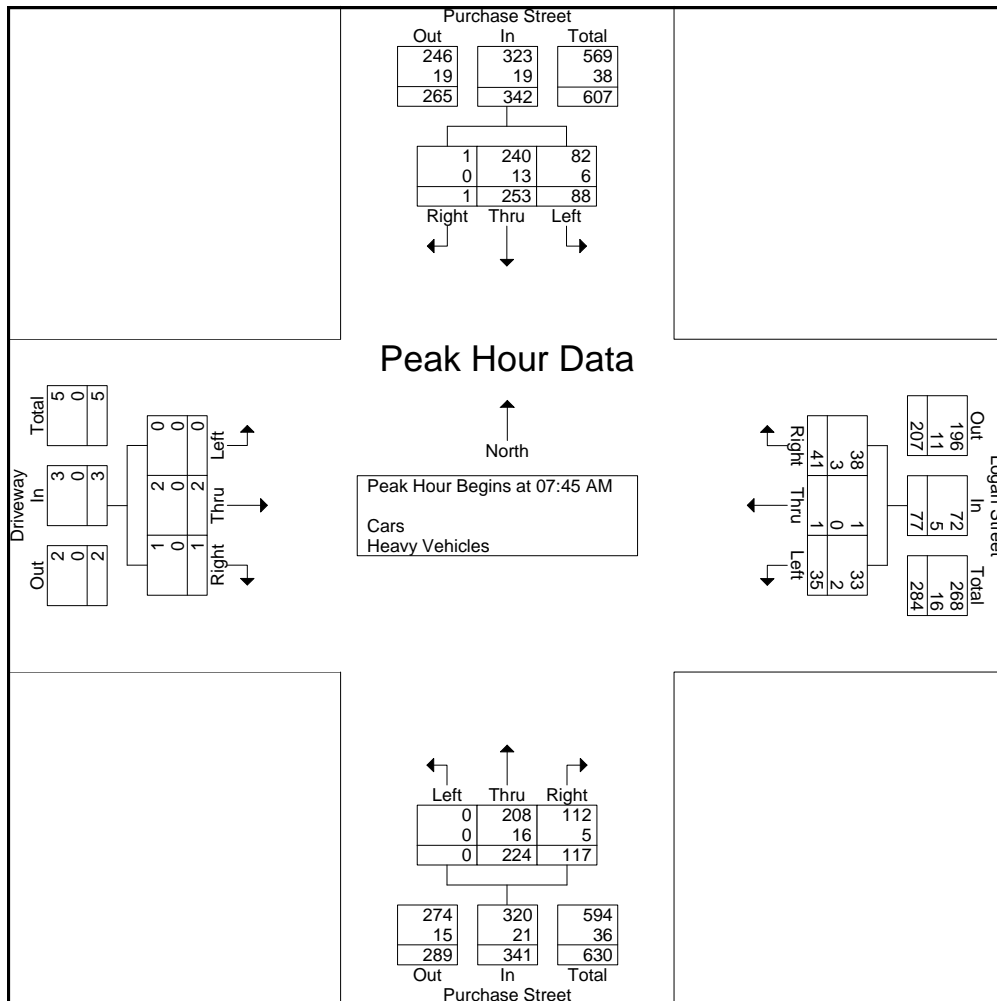 Purchase Street
Out In Total
246 323 569
19 19 38
265 342 607
1 240 82
0 13 6
1 253 88
Right Thru Left
Peak Hour Data
North
Peak Hour Begins at 07:45 AM
Cars
Heavy Vehicles
Driveway
Out In Total
2 3 5
0 0 0
2 3 5
Left Thru Right
0 2 1
0 0 0
0 2 1
Logan Street
Out In Total
196 72 268
11 5 16
207 77 284
38 1 33
3 0 2
41 1 35
Right Thru Left
Left Thru Right
0 208 112
0 16 5
0 224 117
274 320 594
15 21 36
289 341 630
Out In Total
Purchase Street